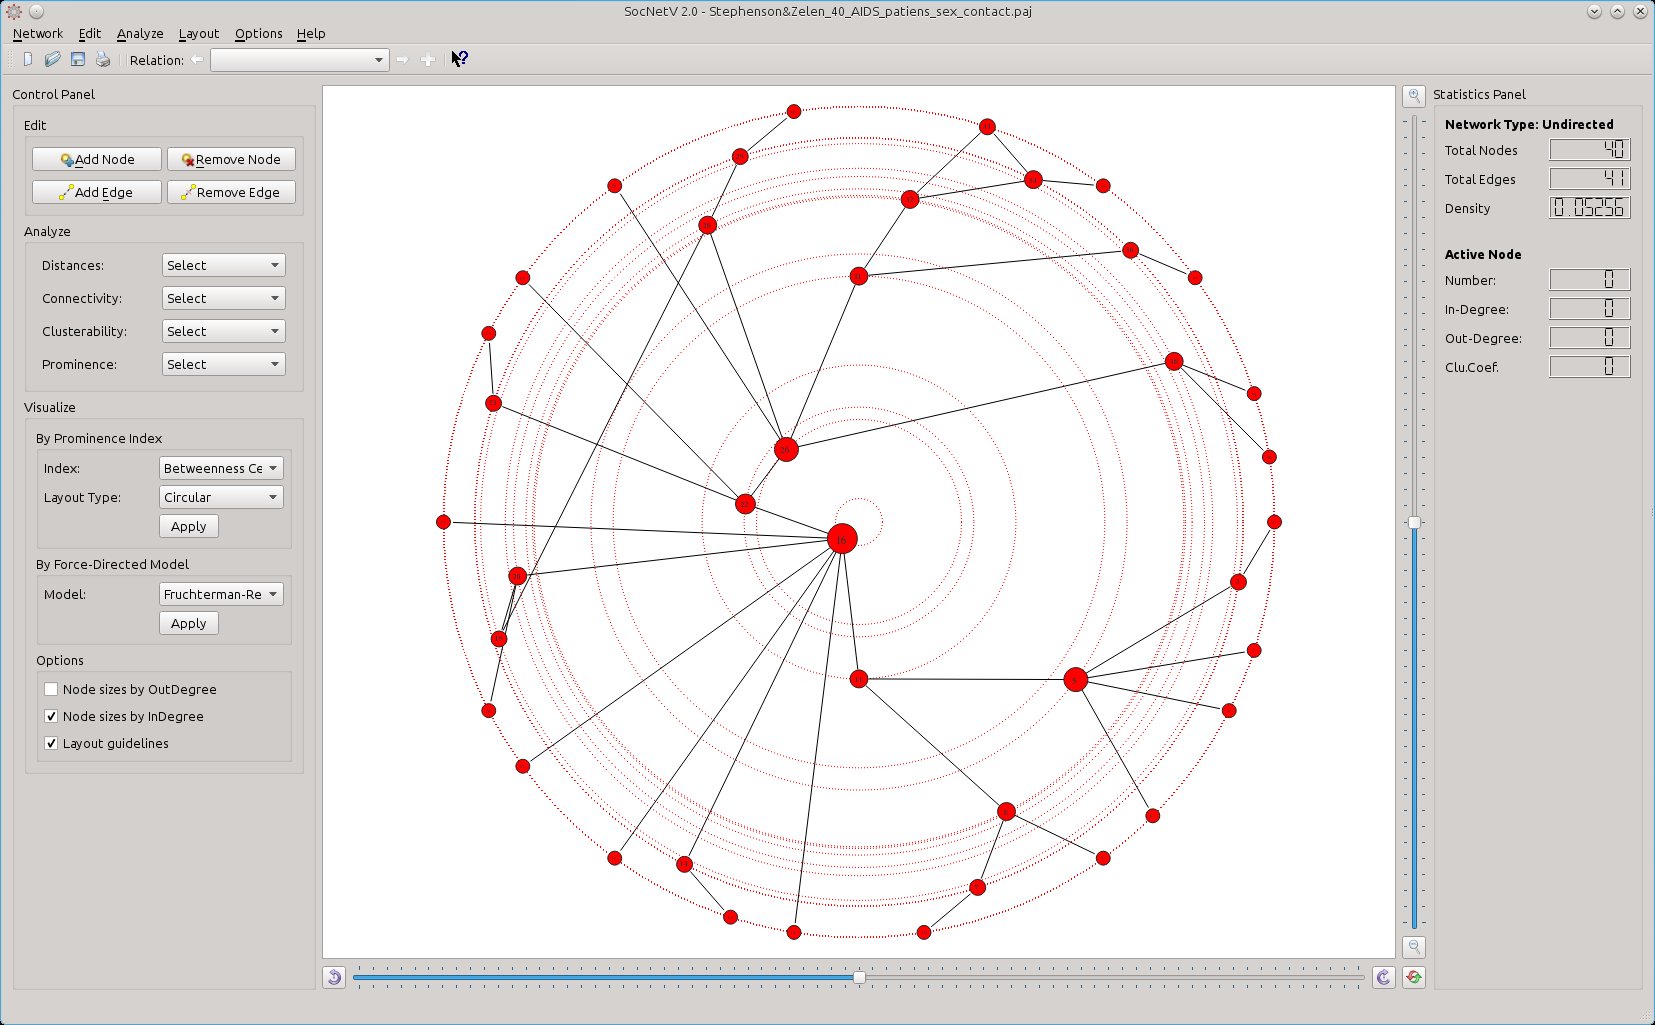 SocNetV 2.0 - Stephenson&Zelen_40_AIDS_patiens_sex_contact.paj
Network Edit Analyze Layout Options Help
Relation:
Control Panel
Edit
Add Node Remove Node
Add Edge Remove Edge
Analyze
Distances: Select
Connectivity: Select
Clusterability: Select
Prominence: Select
Visualize
By Prominence Index
Index: Betweenness Ce
Layout Type: Circular
Apply
By Force-Directed Model
Model: Fruchterman-Re
Apply
Options
Node sizes by OutDegree
Node sizes by InDegree
Layout guidelines
16
Statistics Panel
Network Type: Undirected
Total Nodes 40
Total Edges 41
Density 0.05256
Active Node
Number: 0
In-Degree: 0
Out-Degree: 0
Clu.Coef. 0